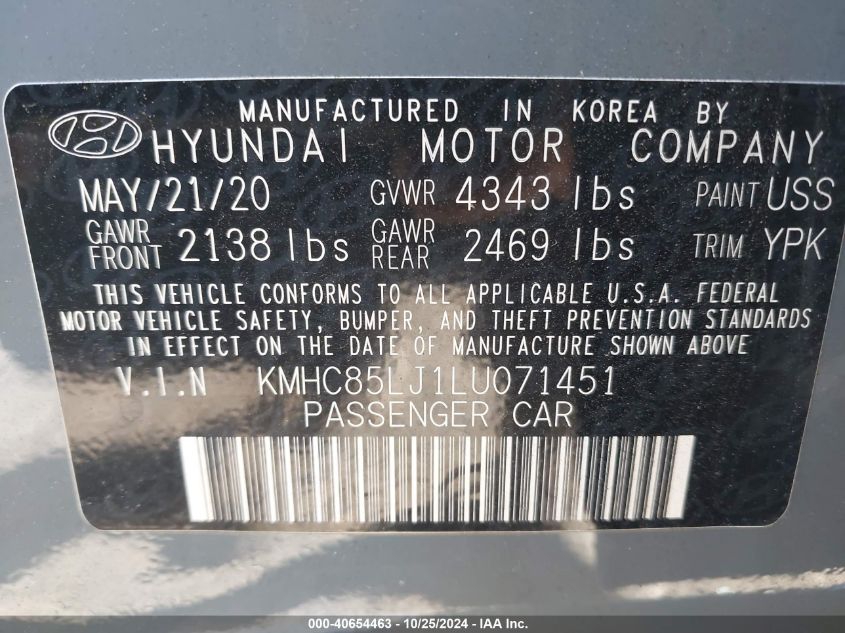 MANUFACTURED IN KOREA BY
HYUNDAI MOTOR COMPANY
MAY/21/20 GVWR 4343 lbs PAINT USS
GAWR FRONT 2138 lbs GAWR REAR 2469 lbs TRIM YPK
THIS VEHICLE CONFORMS TO ALL APPLICABLE U.S.A. FEDERAL
MOTOR VEHICLE SAFETY, BUMPER, AND THEFT PREVENTION STANDARDS
IN EFFECT ON THE DATE OF MANUFACTURE SHOWN ABOVE
V.I.N KMHC85LJ1LU071451
PASSENGER CAR
000-40654463 - 10/25/2024 - IAA Inc.